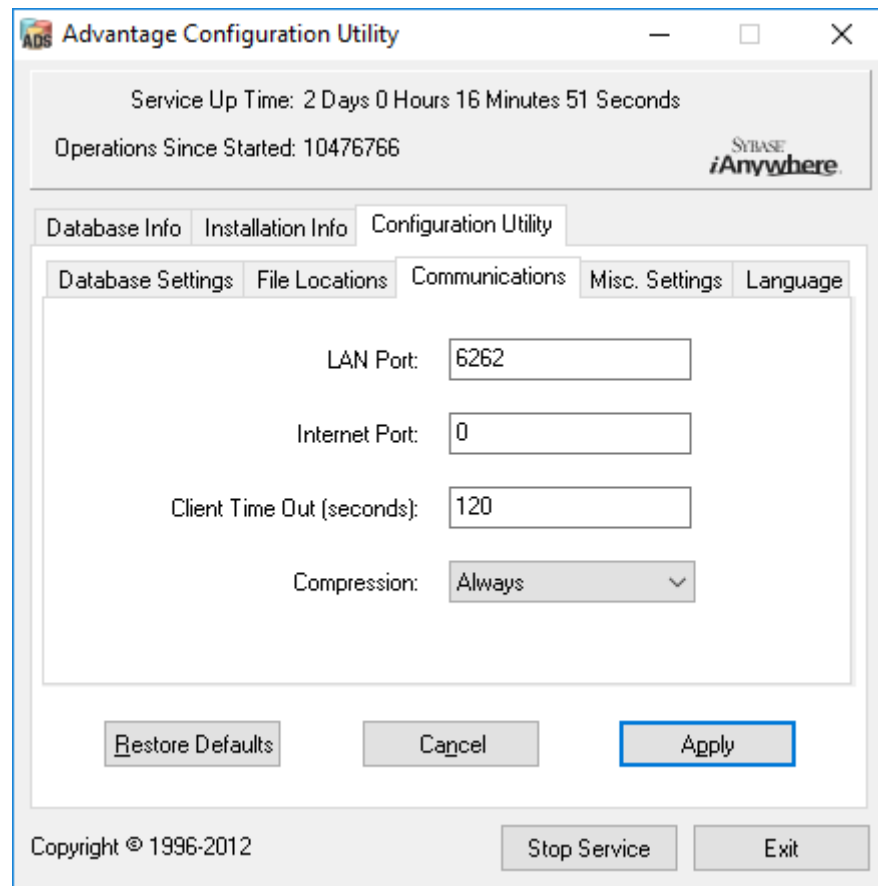 ADS Advantage Configuration Utility
Service Up Time: 2 Days 0 Hours 16 Minutes 51 Seconds
Operations Since Started: 10476766
SYBASE
iAnywhere.
Database Info Installation Info Configuration Utility
Database Settings File Locations Communications Misc. Settings Language
LAN Port: 6262
Internet Port: 0
Client Time Out (seconds): 120
Compression: Always
Restore Defaults Cancel Apply
Copyright © 1996-2012 Stop Service Exit